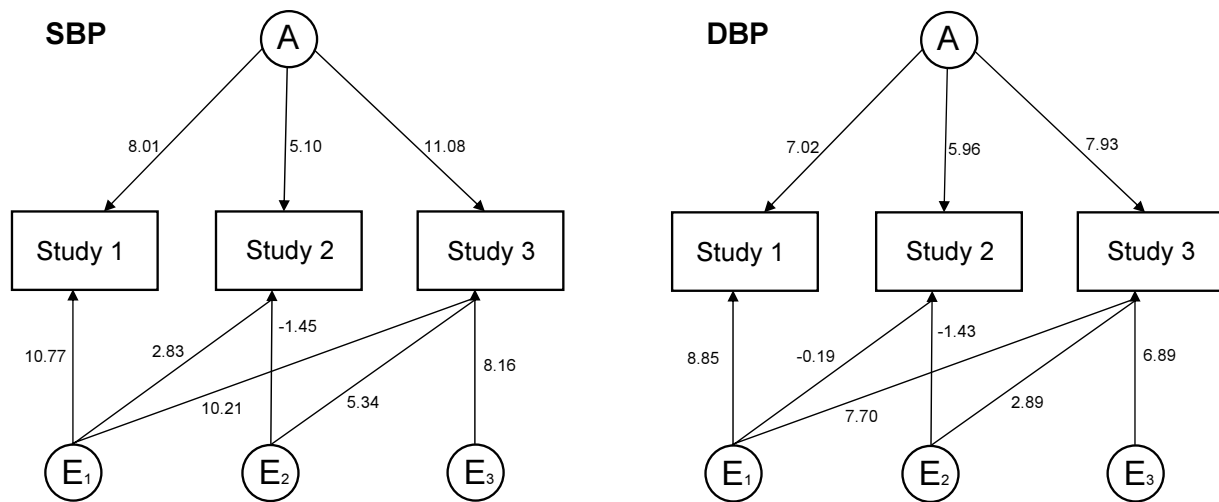 SBP
A
8.01
5.10
11.08
Study 1
Study 2
Study 3
10.77
2.83
-1.45
10.21
5.34
8.16
E1
E2
E3
DBP
A
7.02
5.96
7.93
Study 1
Study 2
Study 3
8.85
-0.19
-1.43
7.70
2.89
6.89
E1
E2
E3